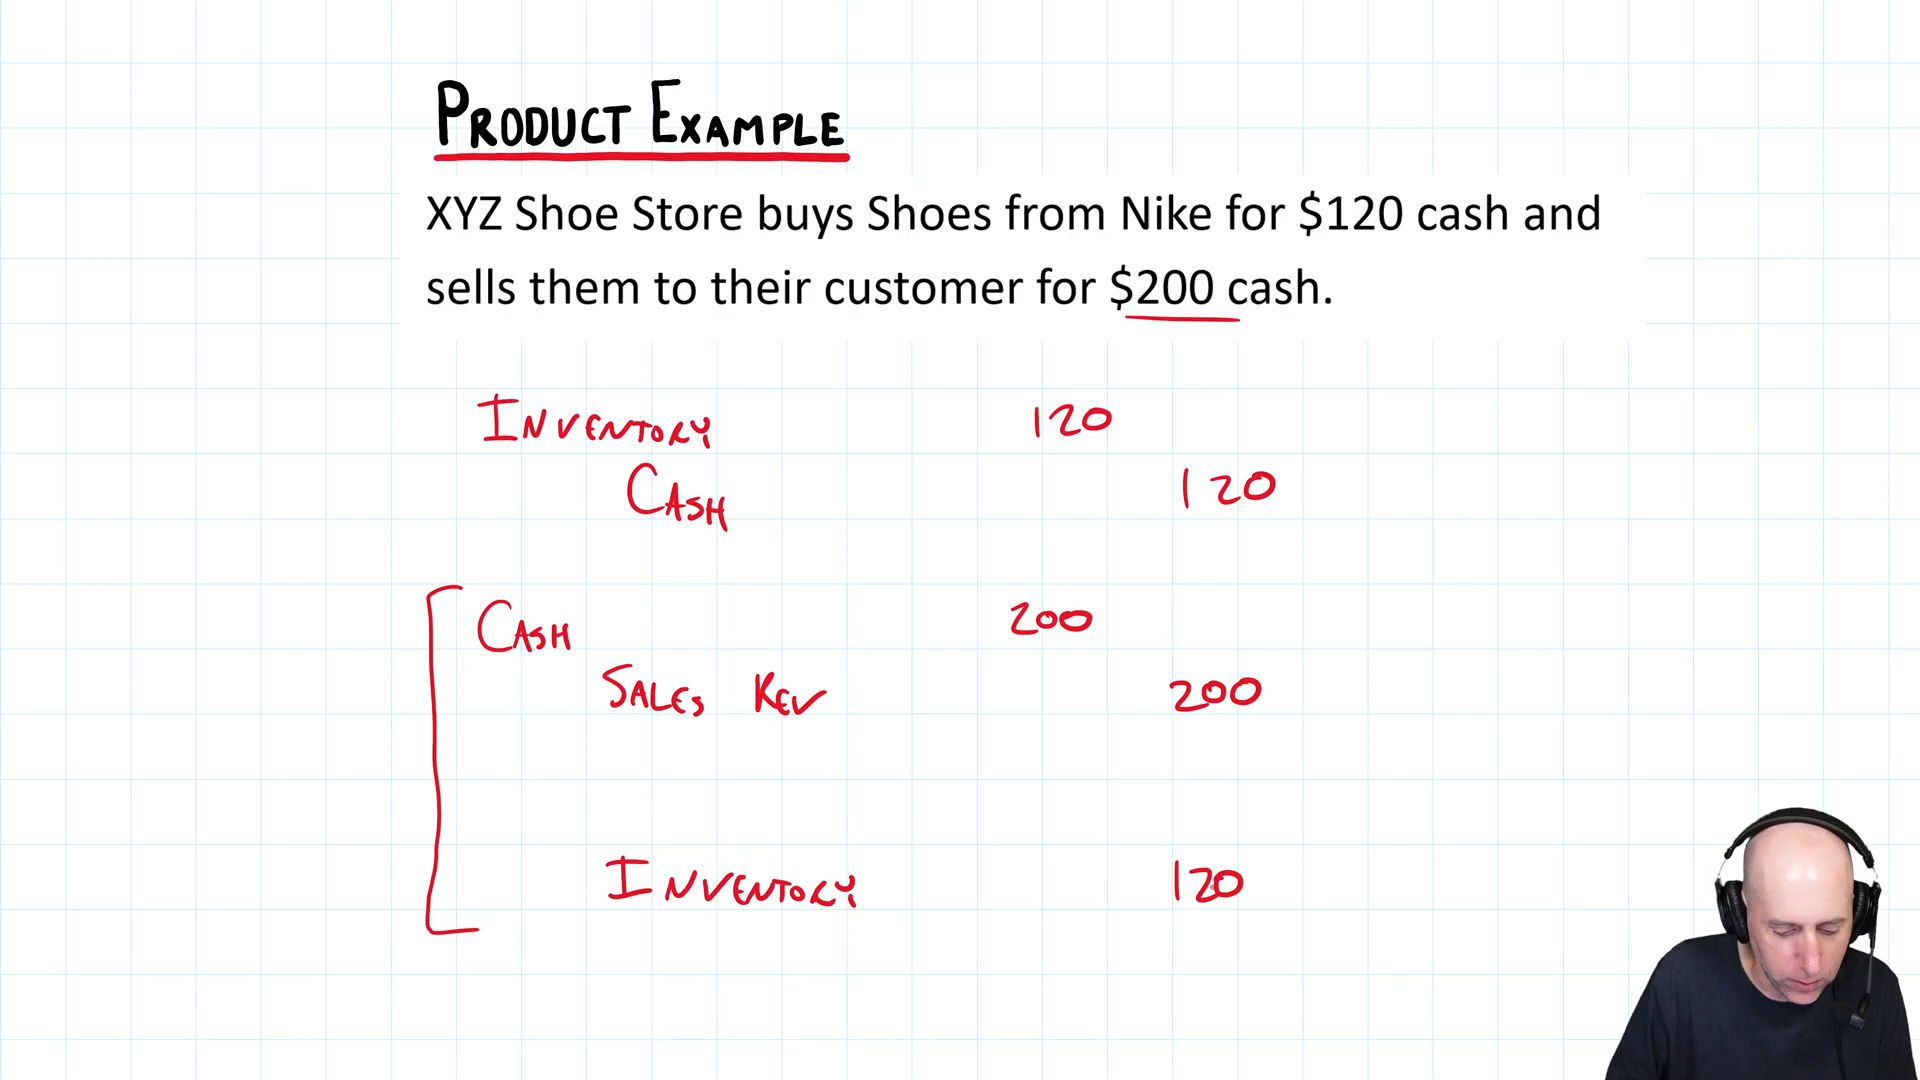 PRODUCT EXAMPLE
XYZ Shoe Store buys Shoes from Nike for $120 cash and
sells them to their customer for $200 cash.
INVENTORY 120
CASH 120
CASH 200
SALES REV 200
INVENTORY 120